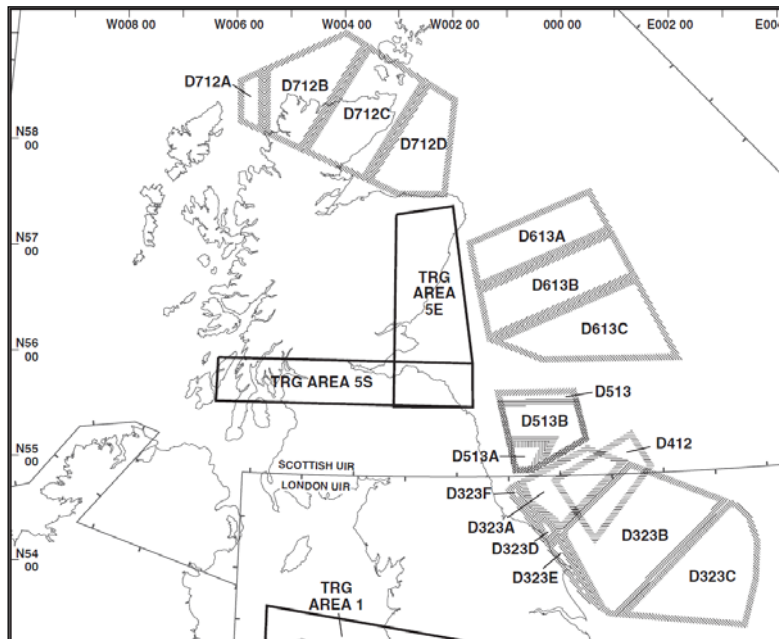 W008 00
W006 00
W004 00
W002 00
000 00
E002 00
E004
D712A
D712B
D712C
D712D
N58
00
N57
00
D613A
D613B
D613C
TRG
AREA
5E
N56
00
TRG AREA 5S
D513
D513B
D513A
D412
N55
00
SCOTTISH UIR
LONDON UIR
D323F
D323A
D323D
D323B
D323E
D323C
N54
00
TRG
AREA 1